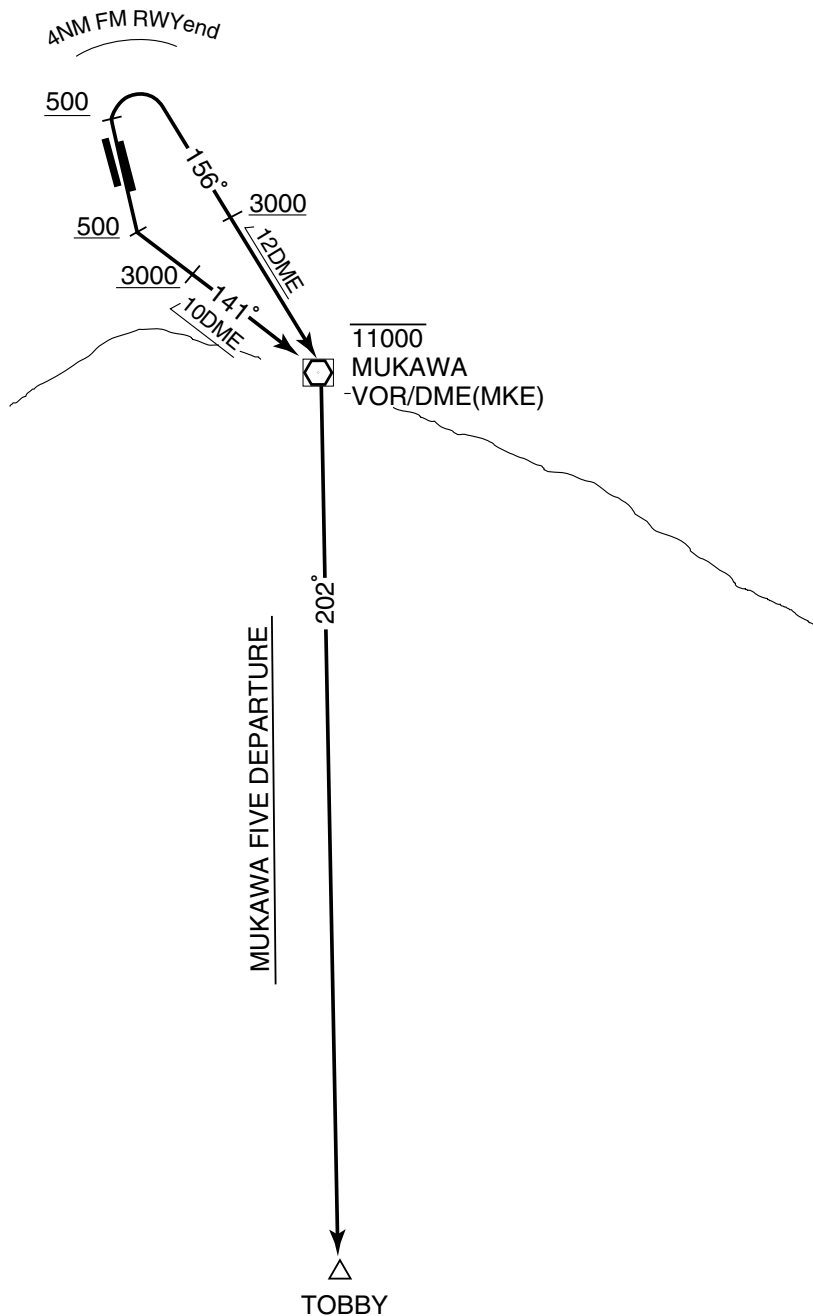 4NM FM RWYend
500
156°
3000
12DME
500
3000
141°
10DME
11000
MUKAWA
VOR/DME(MKE)
202°
MUKAWA FIVE DEPARTURE
TOBBY